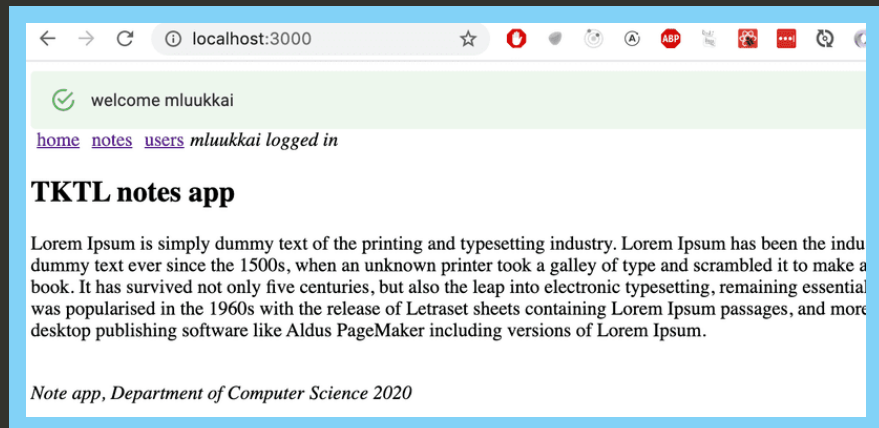 localhost:3000
ABP
welcome mluukkai
home notes users mluukkai logged in
TKTL notes app
Lorem Ipsum is simply dummy text of the printing and typesetting industry. Lorem Ipsum has been the indu
dummy text ever since the 1500s, when an unknown printer took a galley of type and scrambled it to make a
book. It has survived not only five centuries, but also the leap into electronic typesetting, remaining essential
was popularised in the 1960s with the release of Letraset sheets containing Lorem Ipsum passages, and more
desktop publishing software like Aldus PageMaker including versions of Lorem Ipsum.
Note app, Department of Computer Science 2020